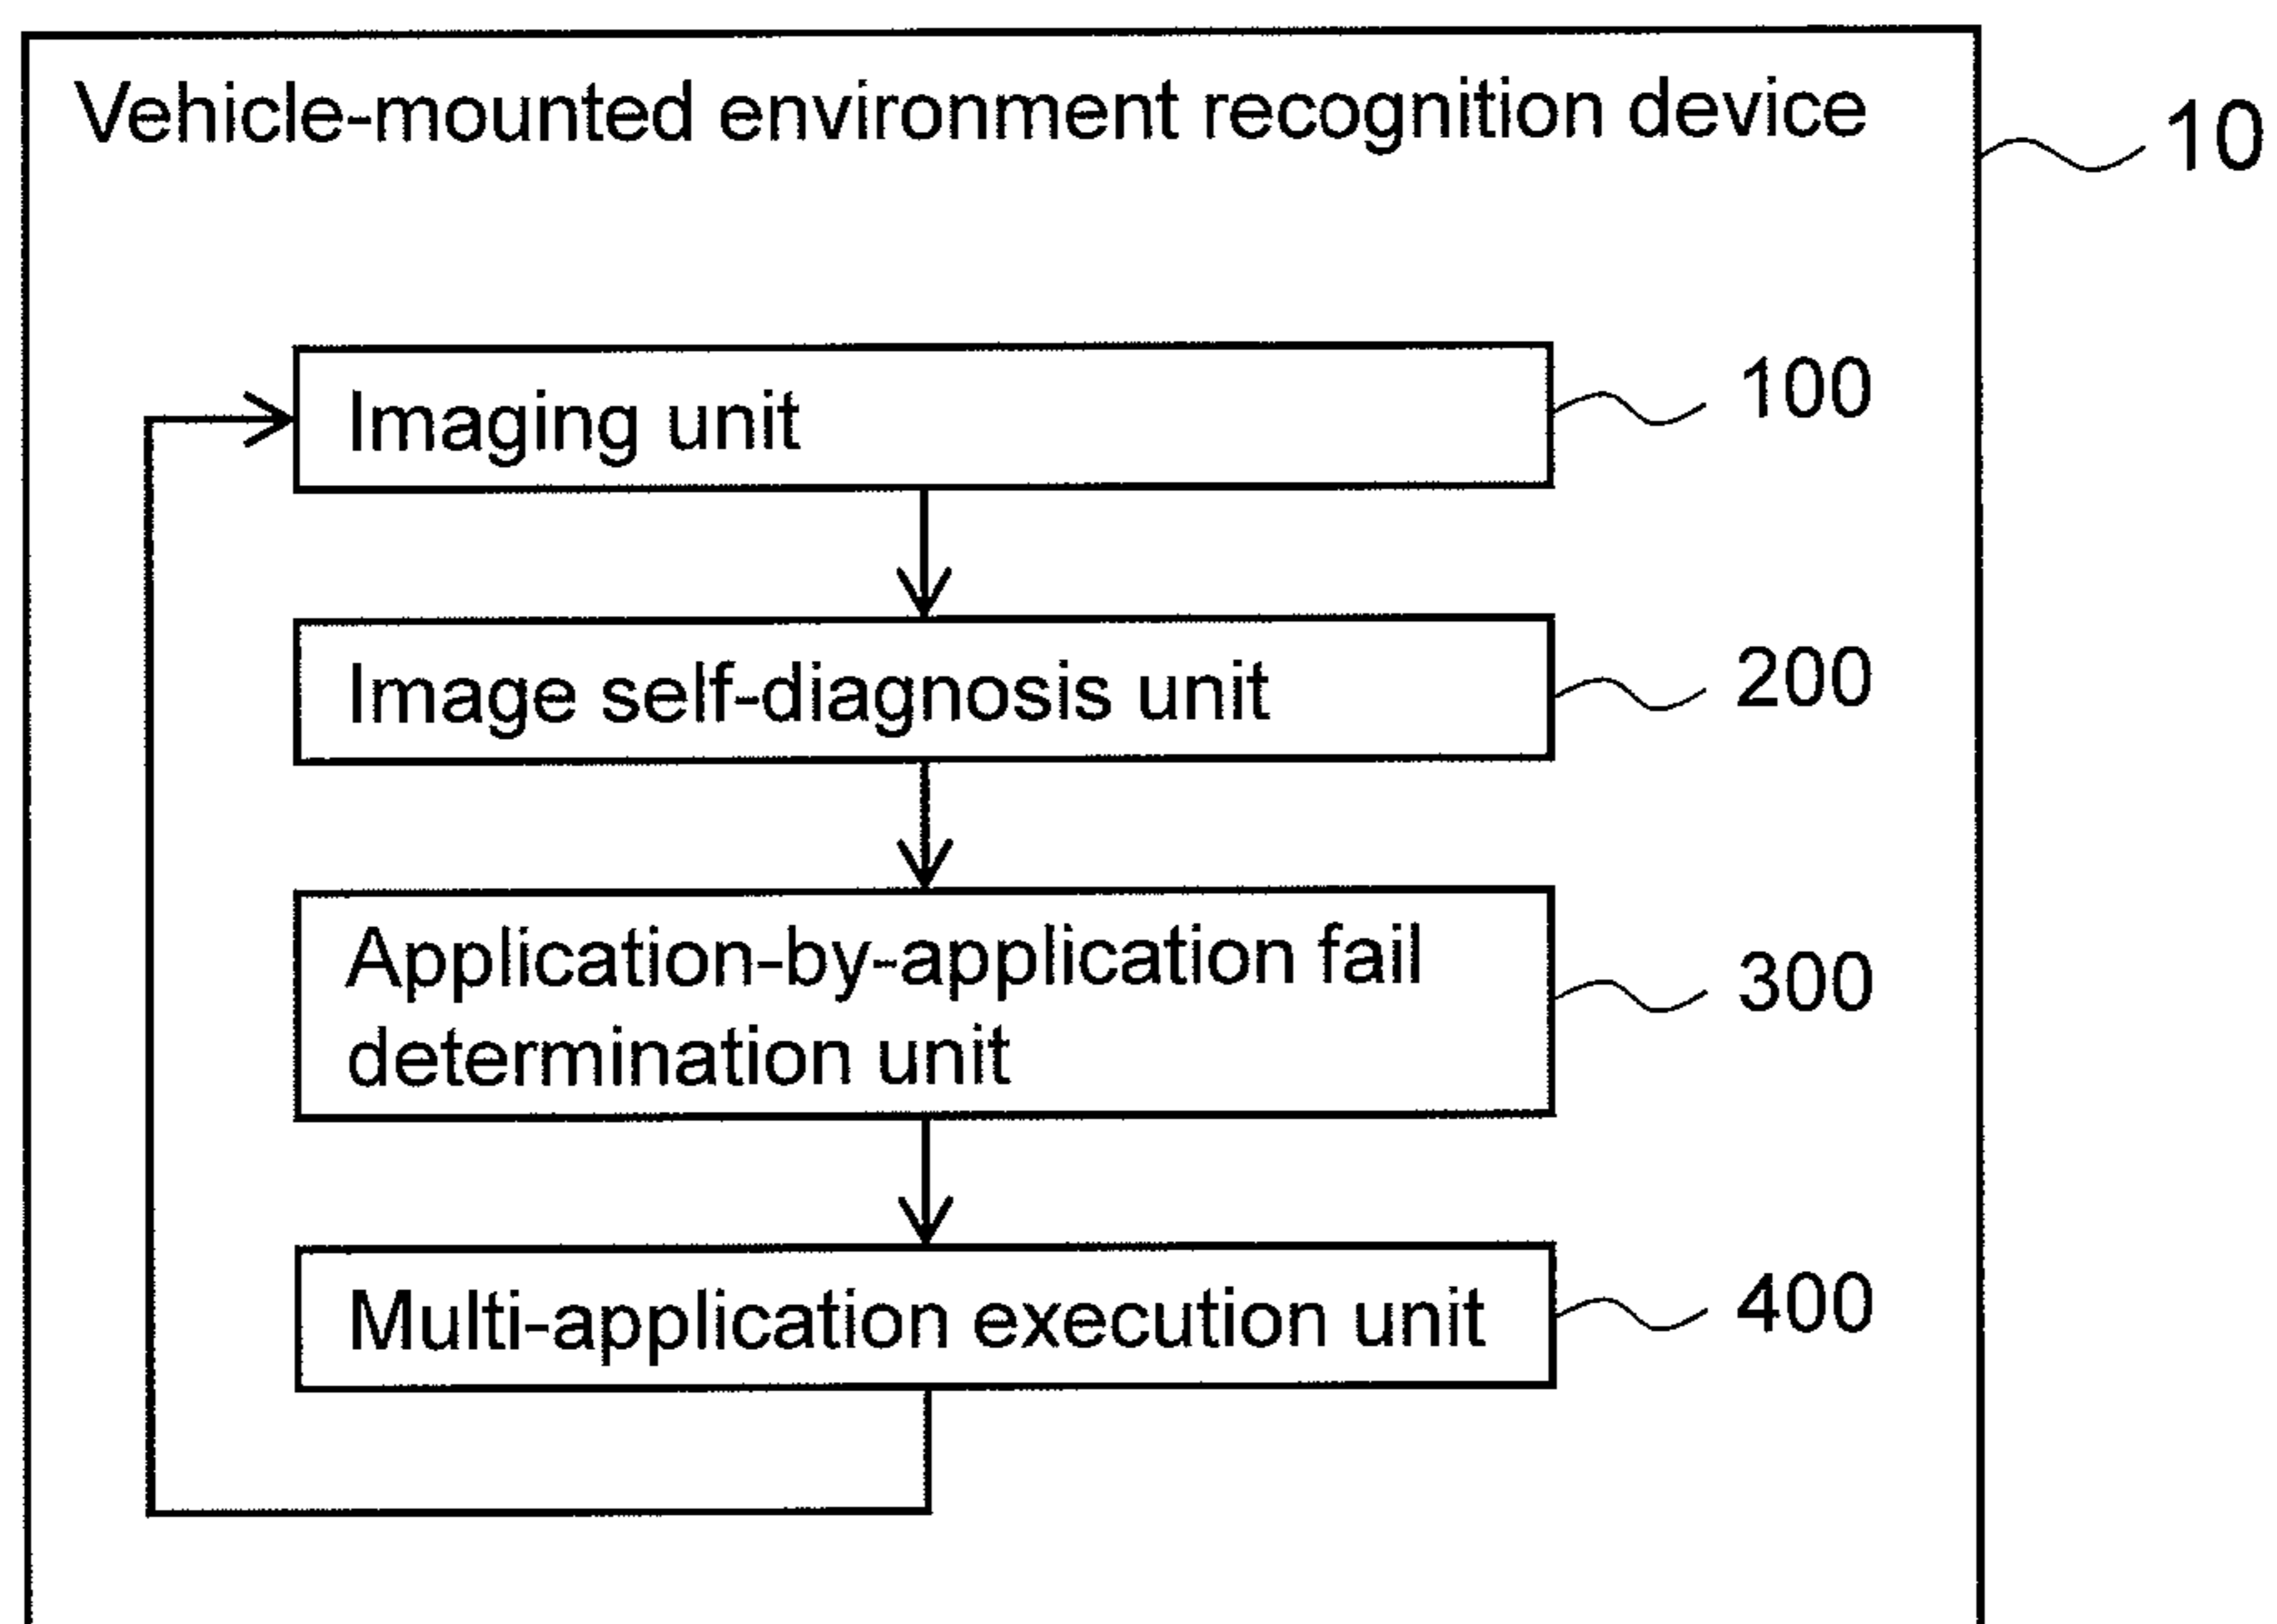 Vehicle-mounted environment recognition device
10
Imaging unit
100
Image self-diagnosis unit
200
Application-by-application fail
determination unit
300
Multi-application execution unit
400